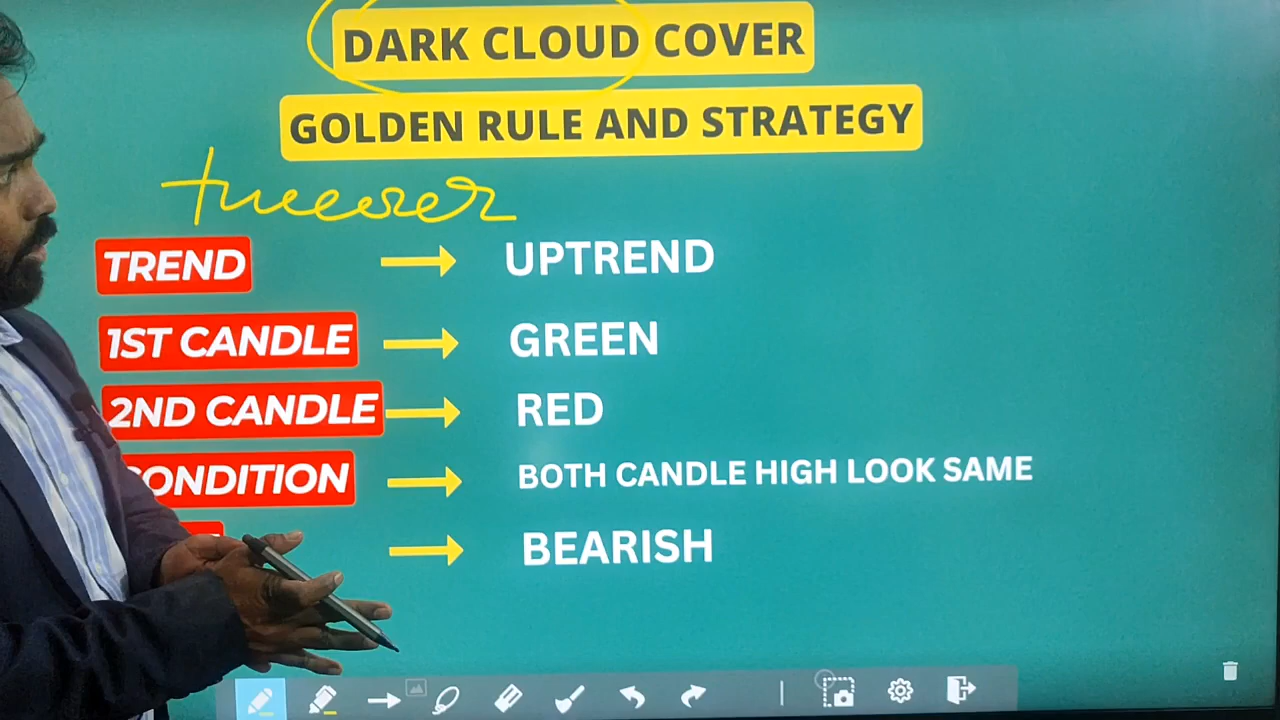 DARK CLOUD COVER
GOLDEN RULE AND STRATEGY
TREND → UPTREND
1ST CANDLE → GREEN
2ND CANDLE → RED
CONDITION → BOTH CANDLE HIGH LOOK SAME
→ BEARISH